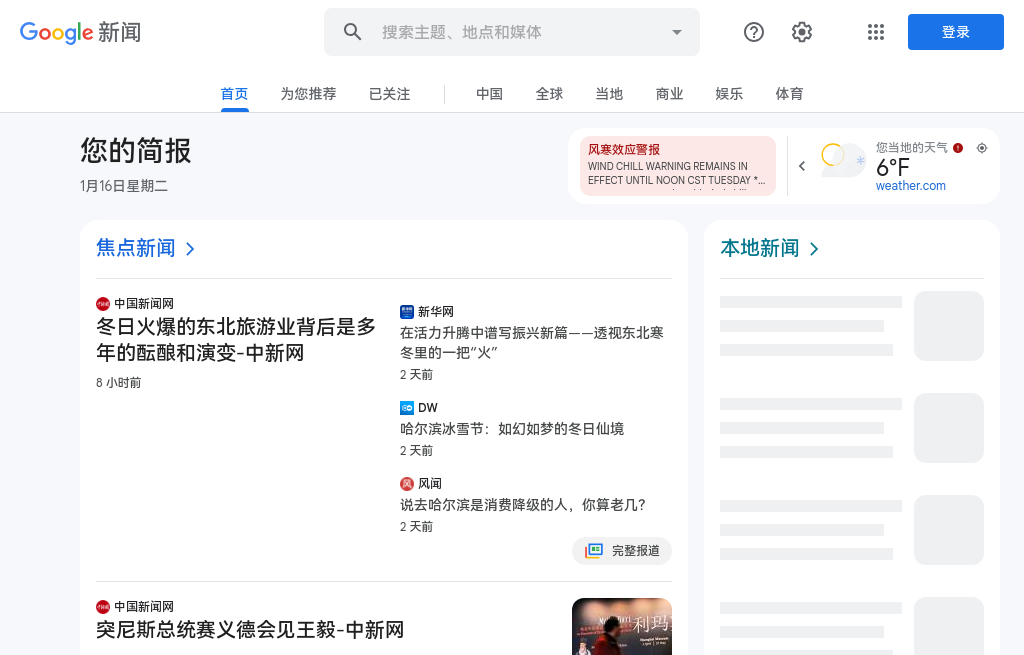 Google 新闻
搜索主题、地点和媒体
登录
首页
为您推荐
已关注
中国
全球
当地
商业
娱乐
体育
您的简报
1月16日星期二
风寒效应警报
WIND CHILL WARNING REMAINS IN
EFFECT UNTIL NOON CST TUESDAY *...
您当地的天气
6°F
weather.com
焦点新闻
中国新闻网
冬日火爆的东北旅游业背后是多
年的酝酿和演变-中新网
8 小时前
新华网
在活力升腾中谱写振兴新篇——透视东北寒
冬里的一把“火”
2 天前
DW
哈尔滨冰雪节：如幻如梦的冬日仙境
2 天前
风闻
说去哈尔滨是消费降级的人，你算老几？
2 天前
完整报道
中国新闻网
突尼斯总统赛义德会见王毅-中新网
利玛
本地新闻